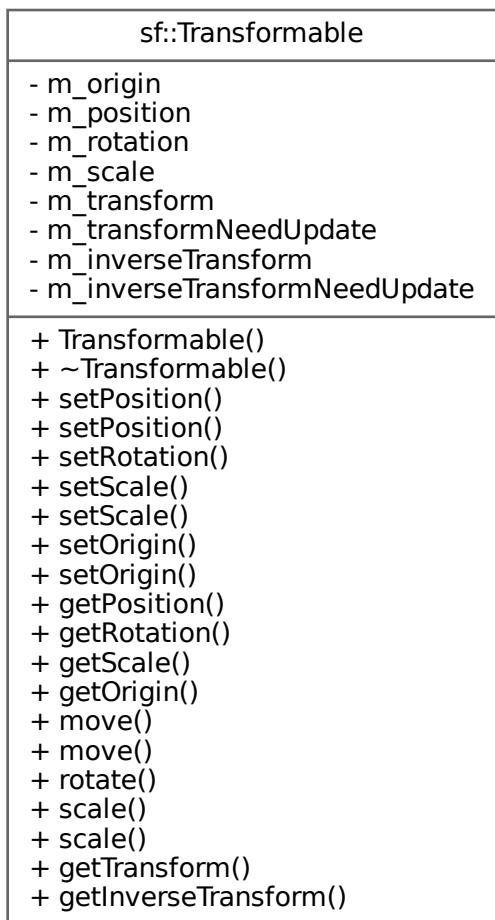 sf::Transformable
- m_origin
- m_position
- m_rotation
- m_scale
- m_transform
- m_transformNeedUpdate
- m_inverseTransform
- m_inverseTransformNeedUpdate
+ Transformable()
+ ~Transformable()
+ setPosition()
+ setPosition()
+ setRotation()
+ setScale()
+ setScale()
+ setOrigin()
+ setOrigin()
+ getPosition()
+ getRotation()
+ getScale()
+ getOrigin()
+ move()
+ move()
+ rotate()
+ scale()
+ scale()
+ getTransform()
+ getInverseTransform()